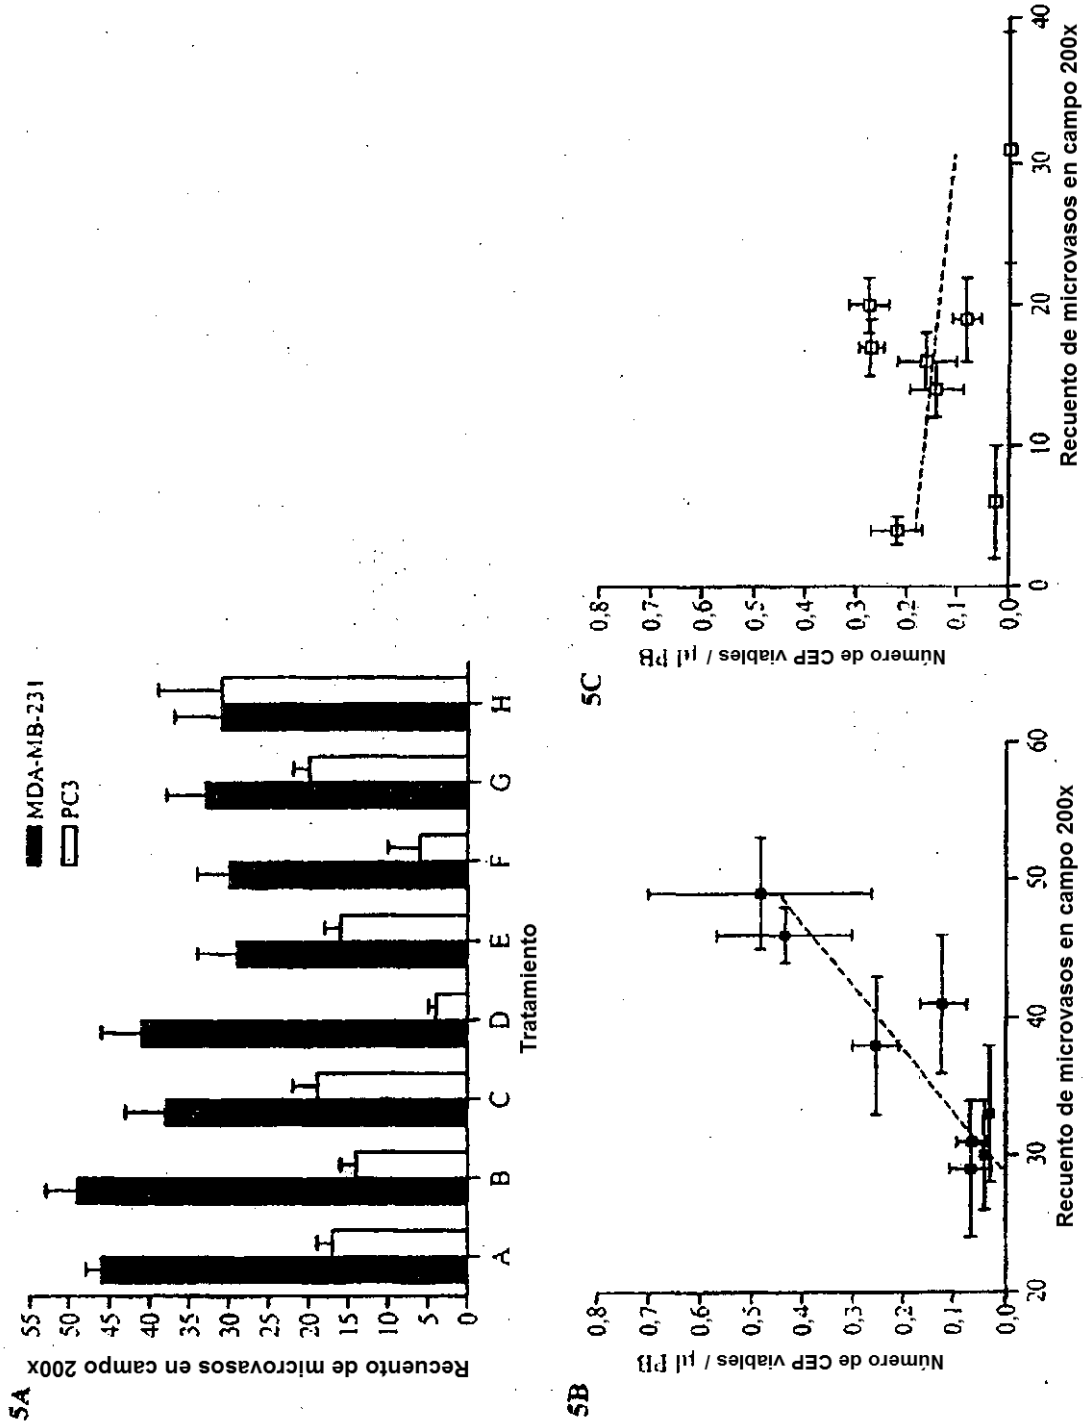 5A
MDA-MB-231
PC3
Recuento de microvasos en campo 200x
55
50
45
40
35
30
25
20
15
10
5
0
A B C D E F G H
Tratamiento
5B
Número de CEP viables / µl PB
0,8
0,7
0,6
0,5
0,4
0,3
0,2
0,1
0,0
20 30 40 50 60
Recuento de microvasos en campo 200x
5C
Número de CEP viables / µl PB
0,8
0,7
0,6
0,5
0,4
0,3
0,2
0,1
0,0
0 10 20 30 40
Recuento de microvasos en campo 200x